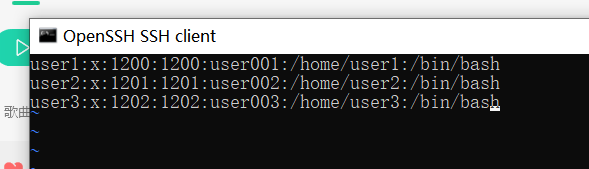 OpenSSH SSH client
user1:x:1200:1200:user001:/home/user1:/bin/bash
user2:x:1201:1201:user002:/home/user2:/bin/bash
user3:x:1202:1202:user003:/home/user3:/bin/bash
歌曲
~
~
~